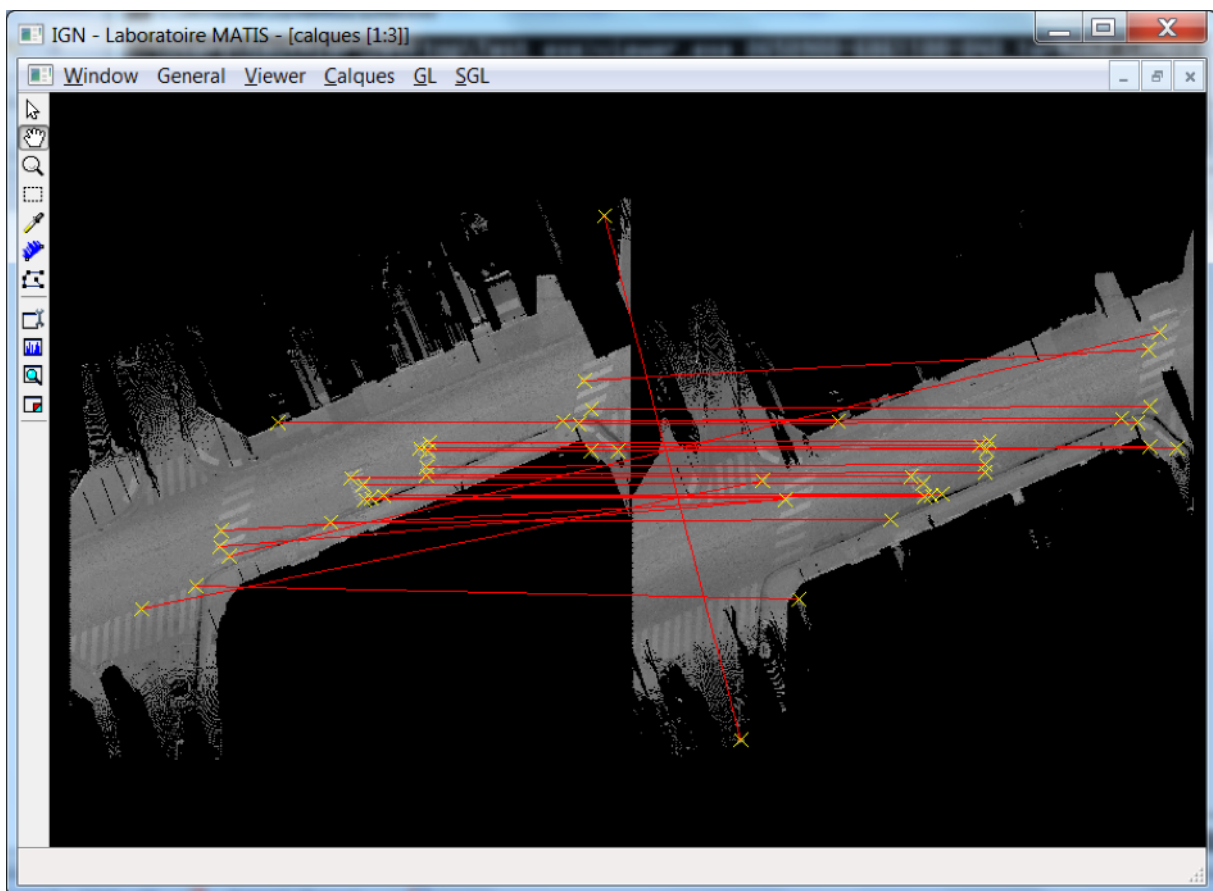 IGN - Laboratoire MATIS - [calques [1:3]]
Window General Viewer Calques GL SGL